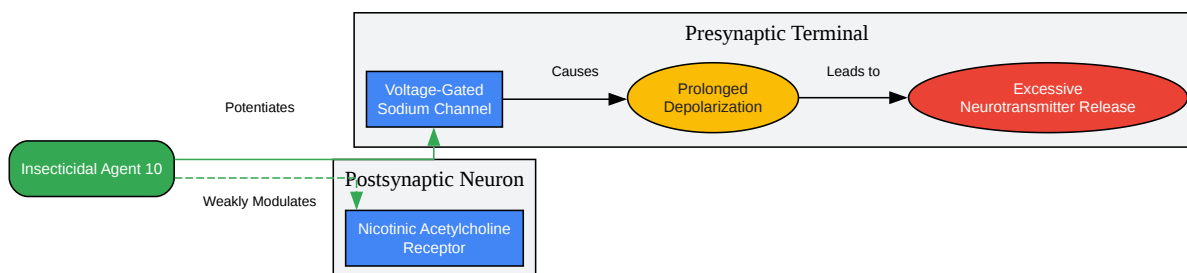 Presynaptic Terminal
Voltage-Gated
Sodium Channel
Causes
Prolonged
Depolarization
Leads to
Excessive
Neurotransmitter Release
Potentiates
Insecticidal Agent 10
Weakly Modulates
Postsynaptic Neuron
Nicotinic Acetylcholine
Receptor